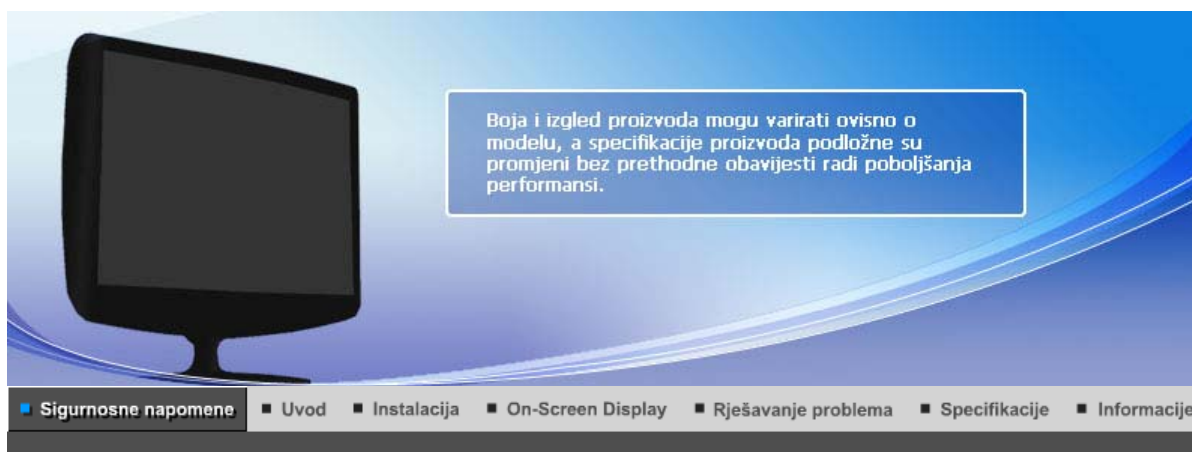 Boja i izgled proizvoda mogu varirati ovisno o
modelu, a specifikacije proizvoda podložne su
promjeni bez prethodne obavijesti radi poboljšanja
performansi.
Sigurnosne napomene Uvod Instalacija On-Screen Display Rješavanje problema Specifikacije Informacije